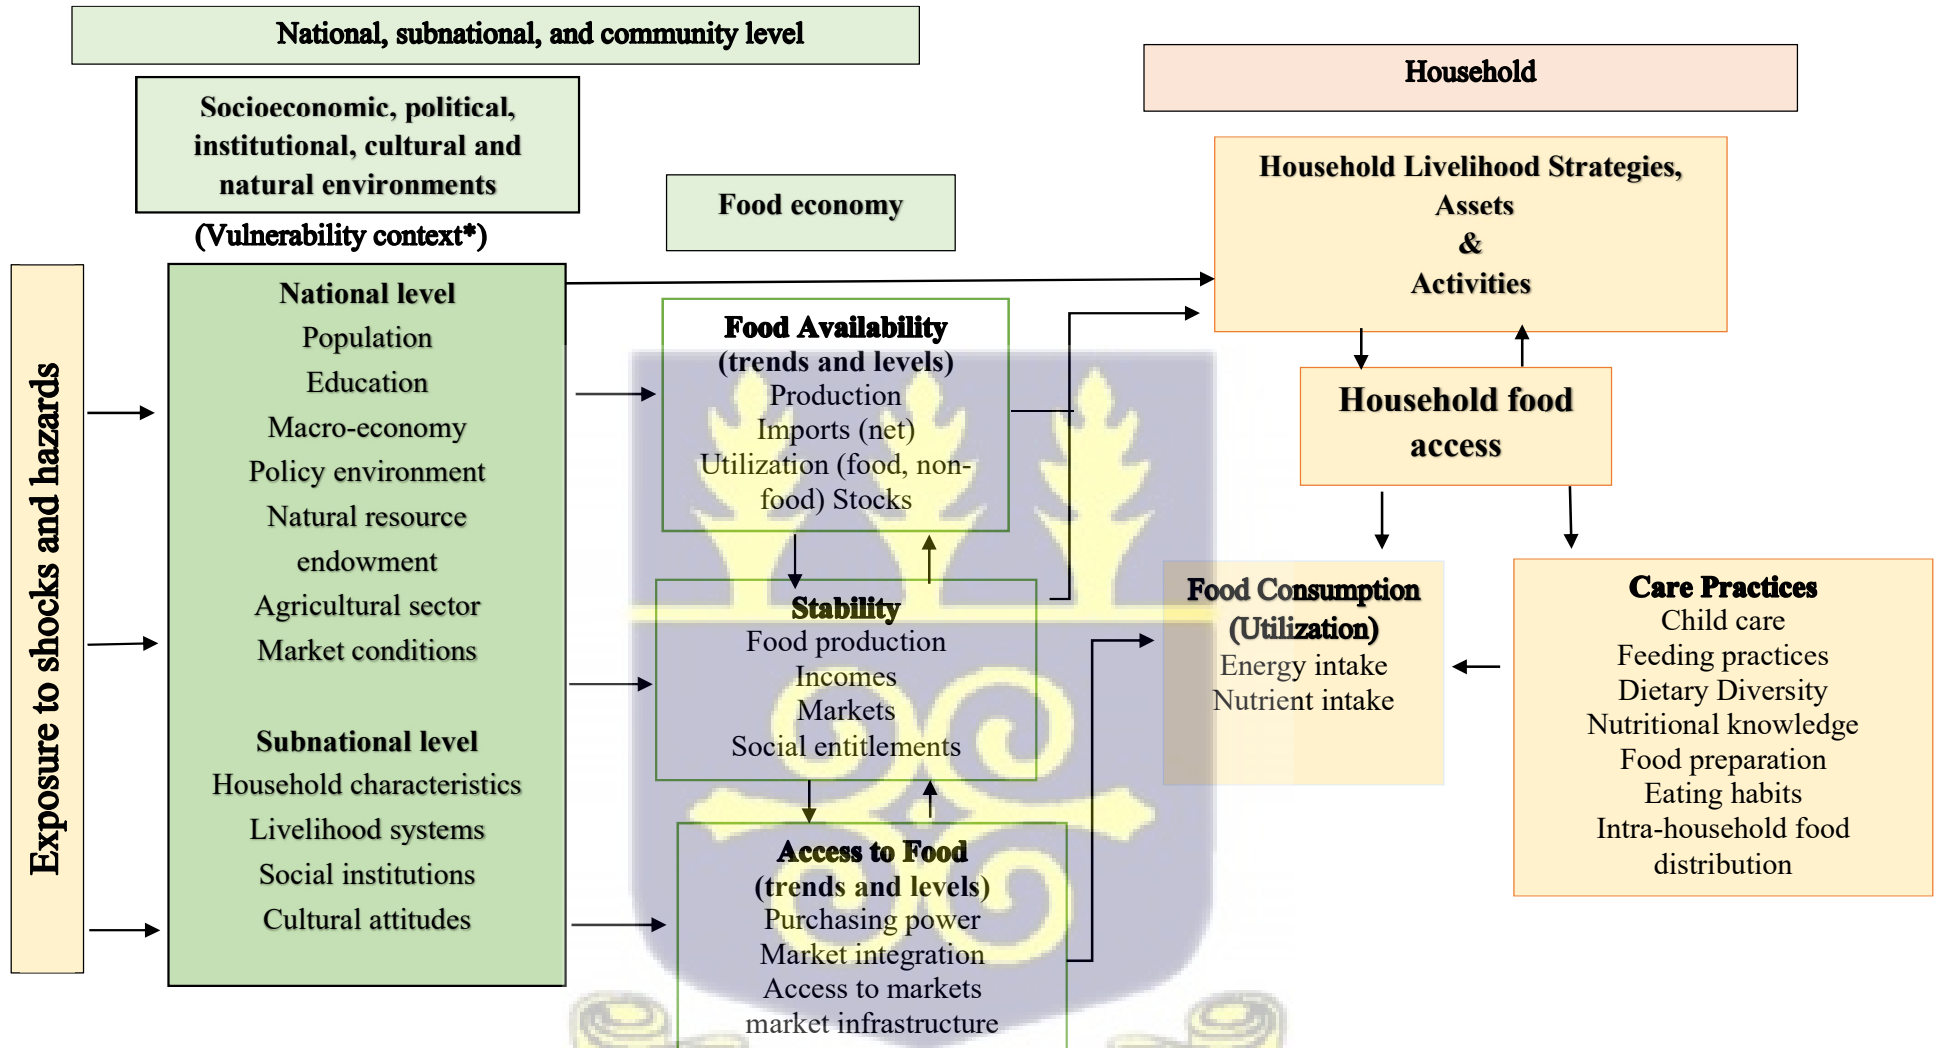 National, subnational, and community level
Household
Socioeconomic, political,
institutional, cultural and
natural environments
(Vulnerability context*)
Food economy
Exposure to shocks and hazards
National level
Population
Education
Macro-economy
Policy environment
Natural resource
endowment
Agricultural sector
Market conditions
Subnational level
Household characteristics
Livelihood systems
Social institutions
Cultural attitudes
Food Availability
(trends and levels)
Production
Imports (net)
Utilization (food, non-
food) Stocks
Stability
Food production
Incomes
Markets
Social entitlements
Access to Food
(trends and levels)
Purchasing power
Market integration
Access to markets
market infrastructure
Household Livelihood Strategies,
Assets
&
Activities
Household food
access
Food Consumption
(Utilization)
Energy intake
Nutrient intake
Care Practices
Child care
Feeding practices
Dietary Diversity
Nutritional knowledge
Food preparation
Eating habits
Intra-household food
distribution